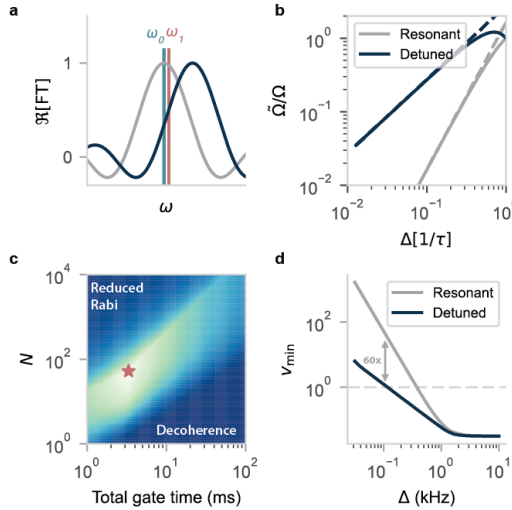 a
ω₀ ω₁
ℜ[FT]
1
0
ω
b
Resonant
Detuned
Ω̃/Ω
10⁰
10⁻¹
10⁻²
10⁻² 10⁻¹ 10⁰
Δ[1/τ]
c
Reduced
Rabi
Decoherence
N
10⁴
10²
10⁰
10⁰ 10¹ 10²
Total gate time (ms)
d
Resonant
Detuned
60x
νmin
10²
10⁰
10⁻¹ 10⁰ 10¹
Δ (kHz)